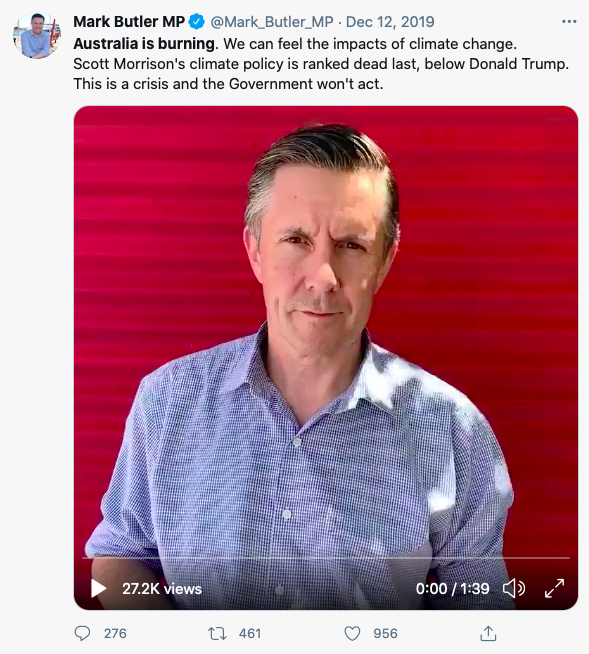 Mark Butler MP @Mark_Butler_MP · Dec 12, 2019
Australia is burning. We can feel the impacts of climate change.
Scott Morrison's climate policy is ranked dead last, below Donald Trump.
This is a crisis and the Government won't act.
27.2K views 0:00 / 1:39
276 461 956